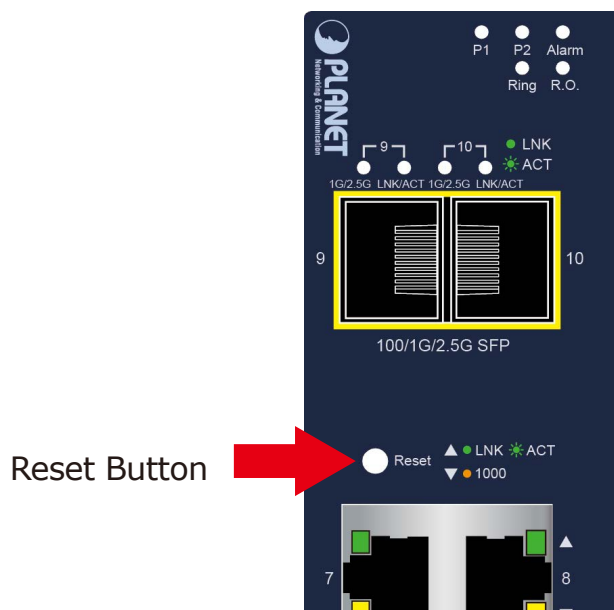 PLANET
Networking & Communication
P1 P2 Alarm
Ring R.O.
9 10 LNK
ACT
1G/2.5G LNK/ACT 1G/2.5G LNK/ACT
9 10
100/1G/2.5G SFP
Reset Button
Reset LNK ACT
1000
7 8